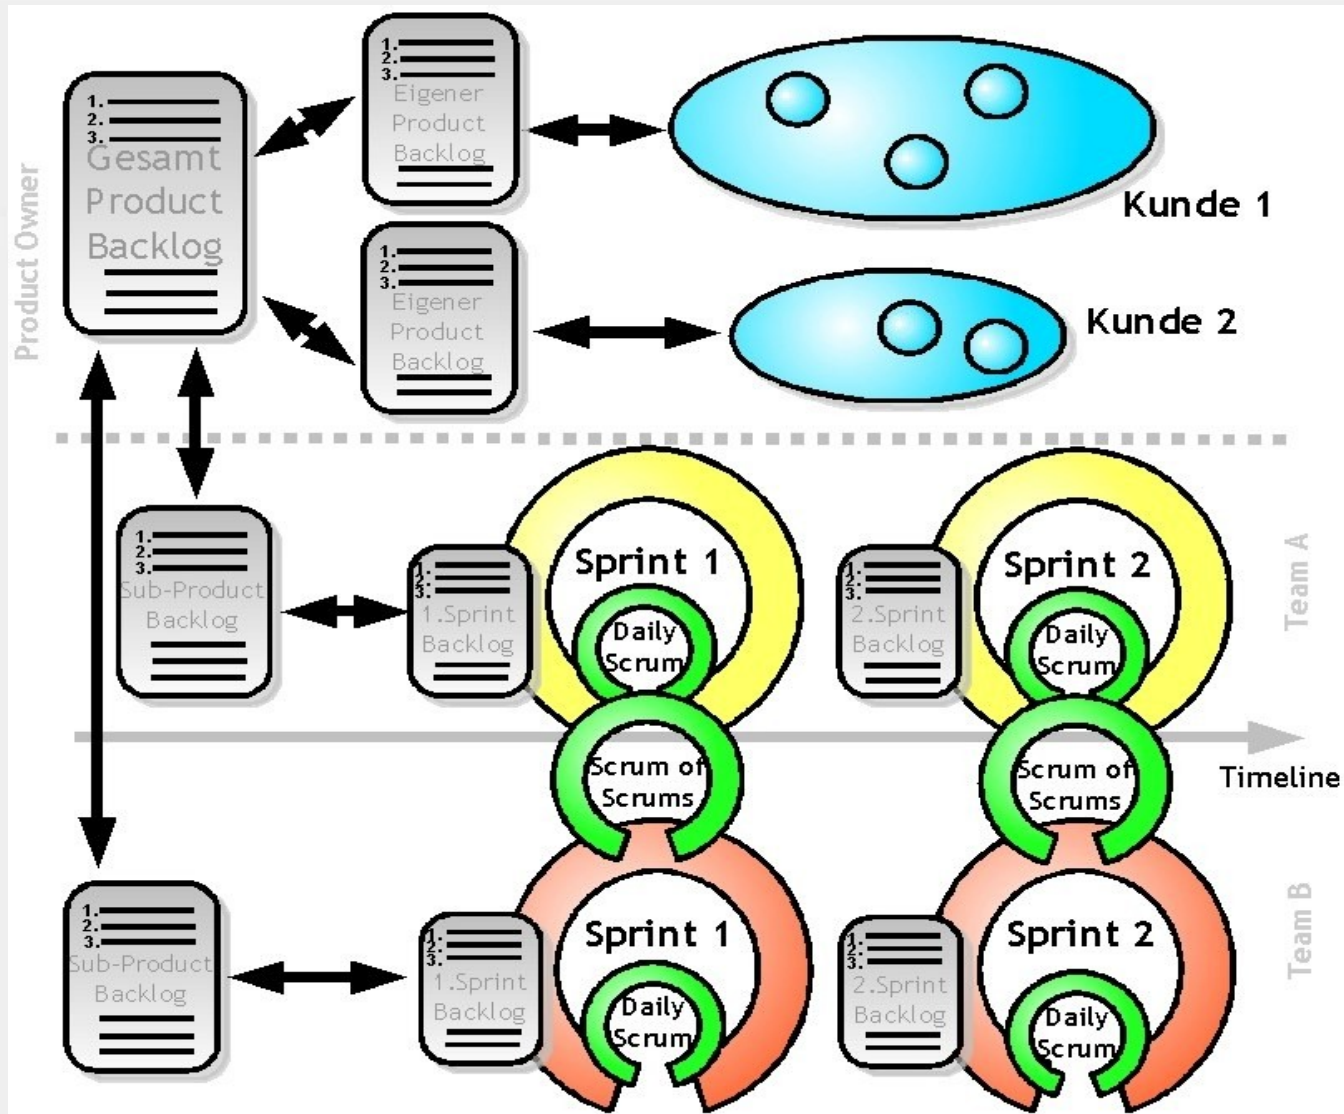 Product Owner
1.
2.
3.
Gesamt
Product
Backlog
1.
2.
3.
Eigener
Product
Backlog
Kunde 1
1.
2.
3.
Eigener
Product
Backlog
Kunde 2
Team A
1.
2.
3.
Sub-Product
Backlog
1.
2.
3.
1.Sprint
Backlog
Sprint 1
Daily
Scrum
1.
2.
3.
2.Sprint
Backlog
Sprint 2
Daily
Scrum
Scrum of
Scrums
Scrum of
Scrums
Timeline
Team B
1.
2.
3.
Sub-Product
Backlog
1.
2.
3.
1.Sprint
Backlog
Sprint 1
Daily
Scrum
1.
2.
3.
2.Sprint
Backlog
Sprint 2
Daily
Scrum